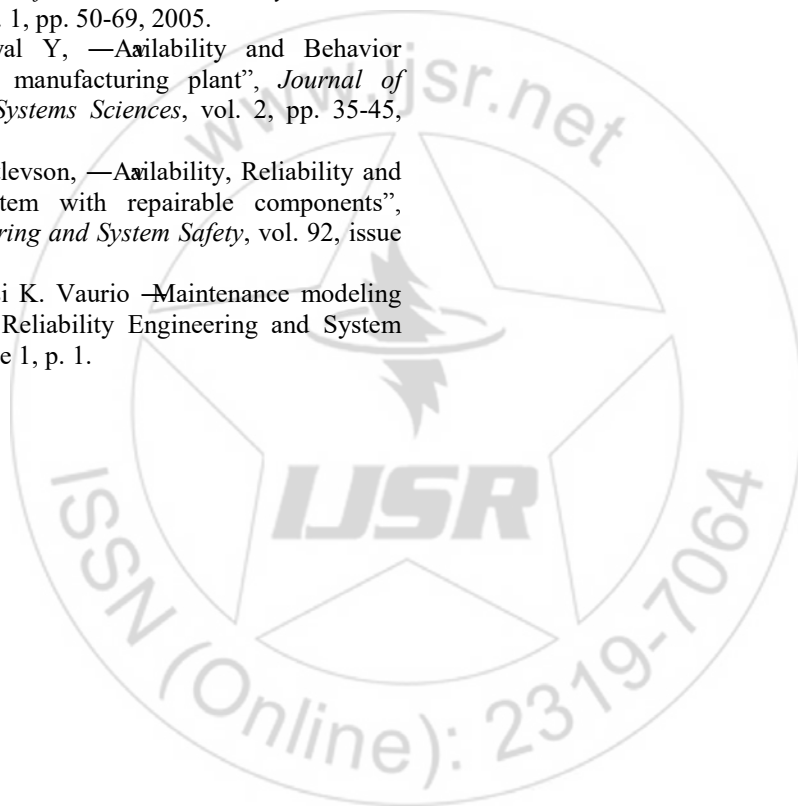 . 1, pp. 50-69, 2005.
val Y, ―Availability and Behavior
manufacturing plant”, Journal of
Systems Sciences, vol. 2, pp. 35-45,
levson, ―Availability, Reliability and
tem with repairable components”,
ring and System Safety, vol. 92, issue
i K. Vaurio ―Maintenance modeling
Reliability Engineering and System
e 1, p. 1.
www.ijsr.net
IJSR
ISSN (Online): 2319-7064